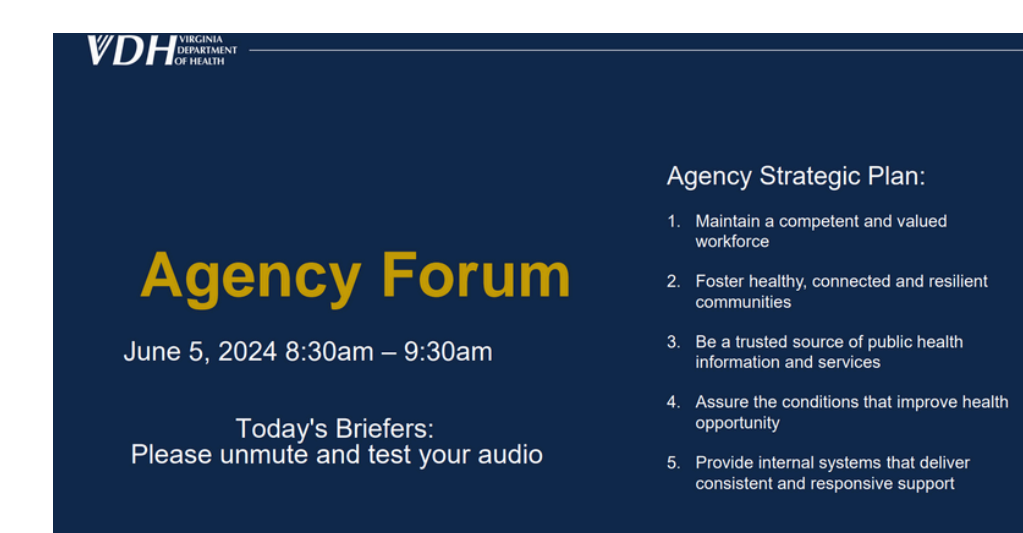 VDH
VIRGINIA
DEPARTMENT
OF HEALTH
Agency Forum
June 5, 2024 8:30am – 9:30am
Today's Briefers:
Please unmute and test your audio
Agency Strategic Plan:
1. Maintain a competent and valued
workforce
2. Foster healthy, connected and resilient
communities
3. Be a trusted source of public health
information and services
4. Assure the conditions that improve health
opportunity
5. Provide internal systems that deliver
consistent and responsive support